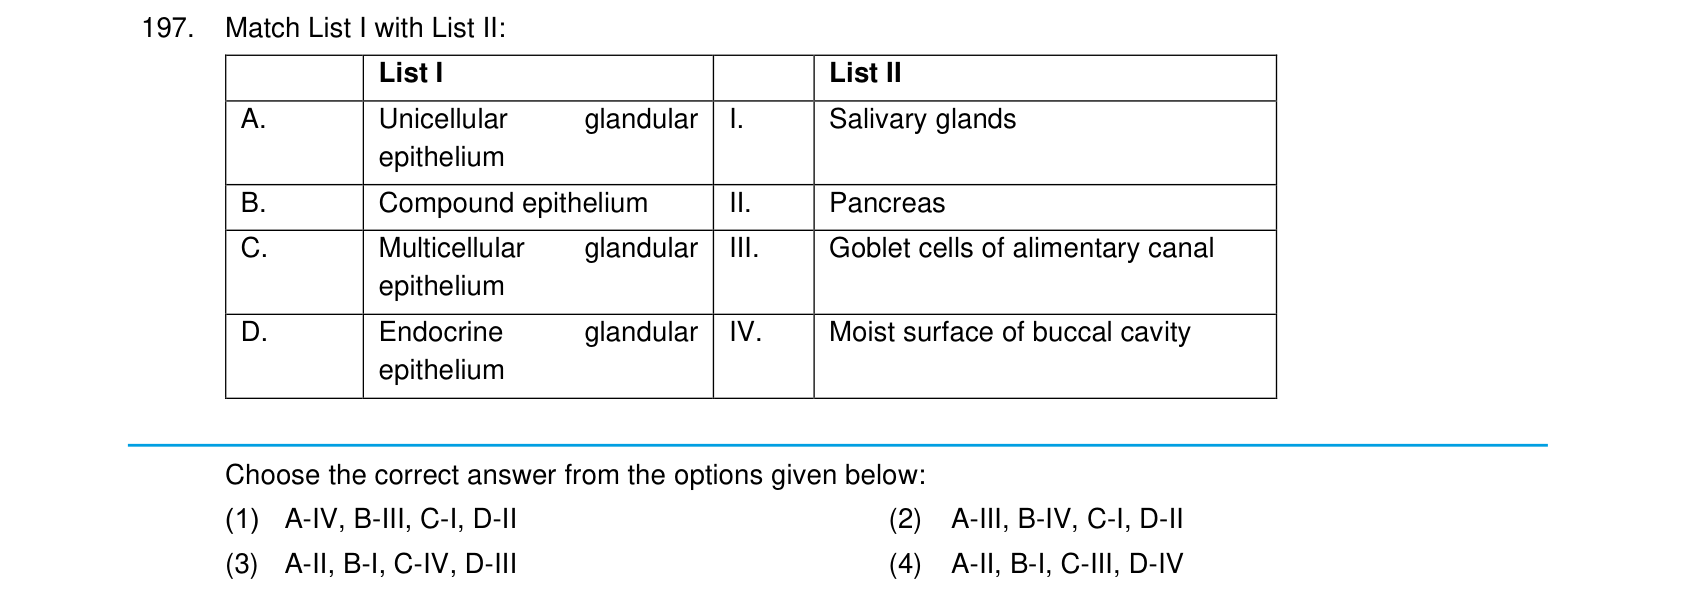 197. Match List I with List II:
List I List II
A. Unicellular glandular I. Salivary glands
epithelium
B. Compound epithelium II. Pancreas
C. Multicellular glandular III. Goblet cells of alimentary canal
epithelium
D. Endocrine glandular IV. Moist surface of buccal cavity
epithelium
Choose the correct answer from the options given below:
(1) A-IV, B-III, C-I, D-II (2) A-III, B-IV, C-I, D-II
(3) A-II, B-I, C-IV, D-III (4) A-II, B-I, C-III, D-IV